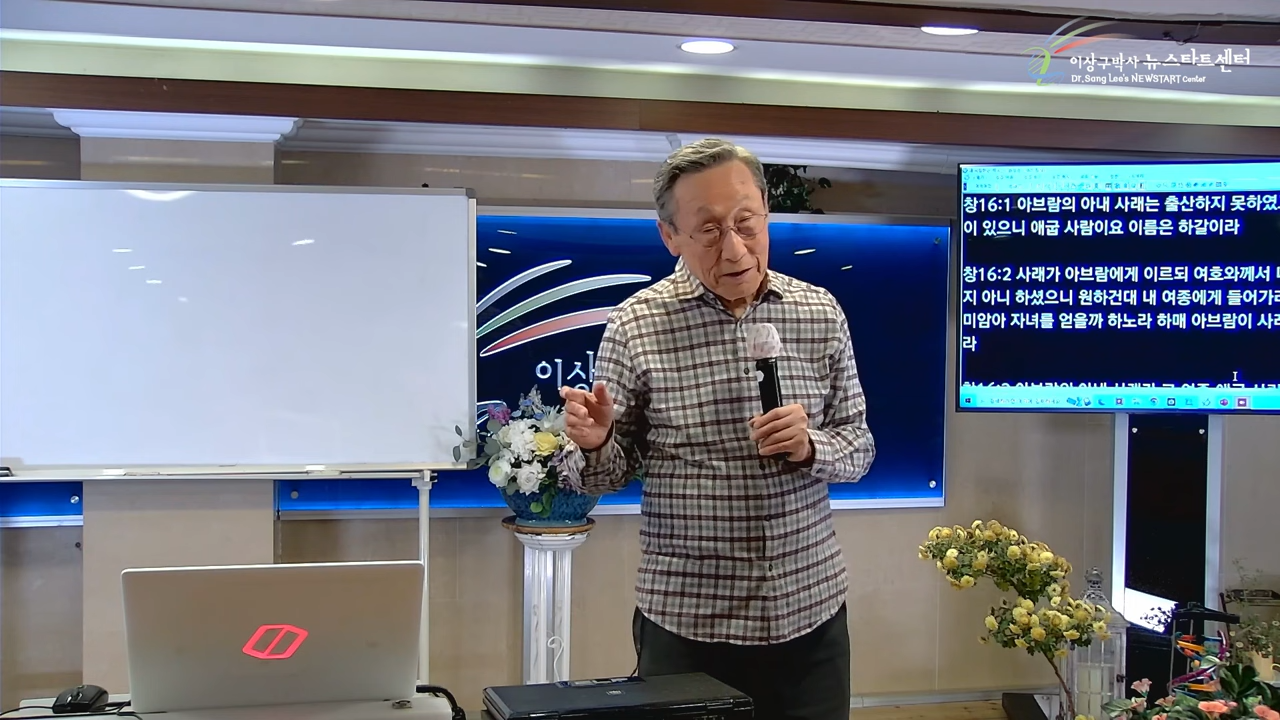 이상구박사 뉴스타트센터
Dr. Sang Lee's NEWSTART Center
창16:1 아브람의 아내 사래는 출산하지 못하였
이 있으니 애굽 사람이요 이름은 하갈이라
창16:2 사래가 아브람에게 이르되 여호와께서
지 아니 하셨으니 원하건대 내 여종에게 들어가
미암아 자녀를 얻을까 하노라 하매 아브람이 사래
라
이상